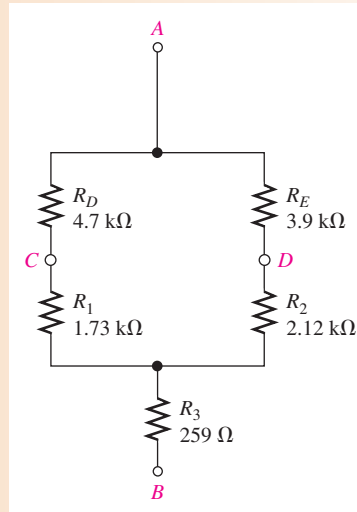 A
R_D
4.7 kΩ
R_E
3.9 kΩ
C
D
R_1
1.73 kΩ
R_2
2.12 kΩ
R_3
259 Ω
B